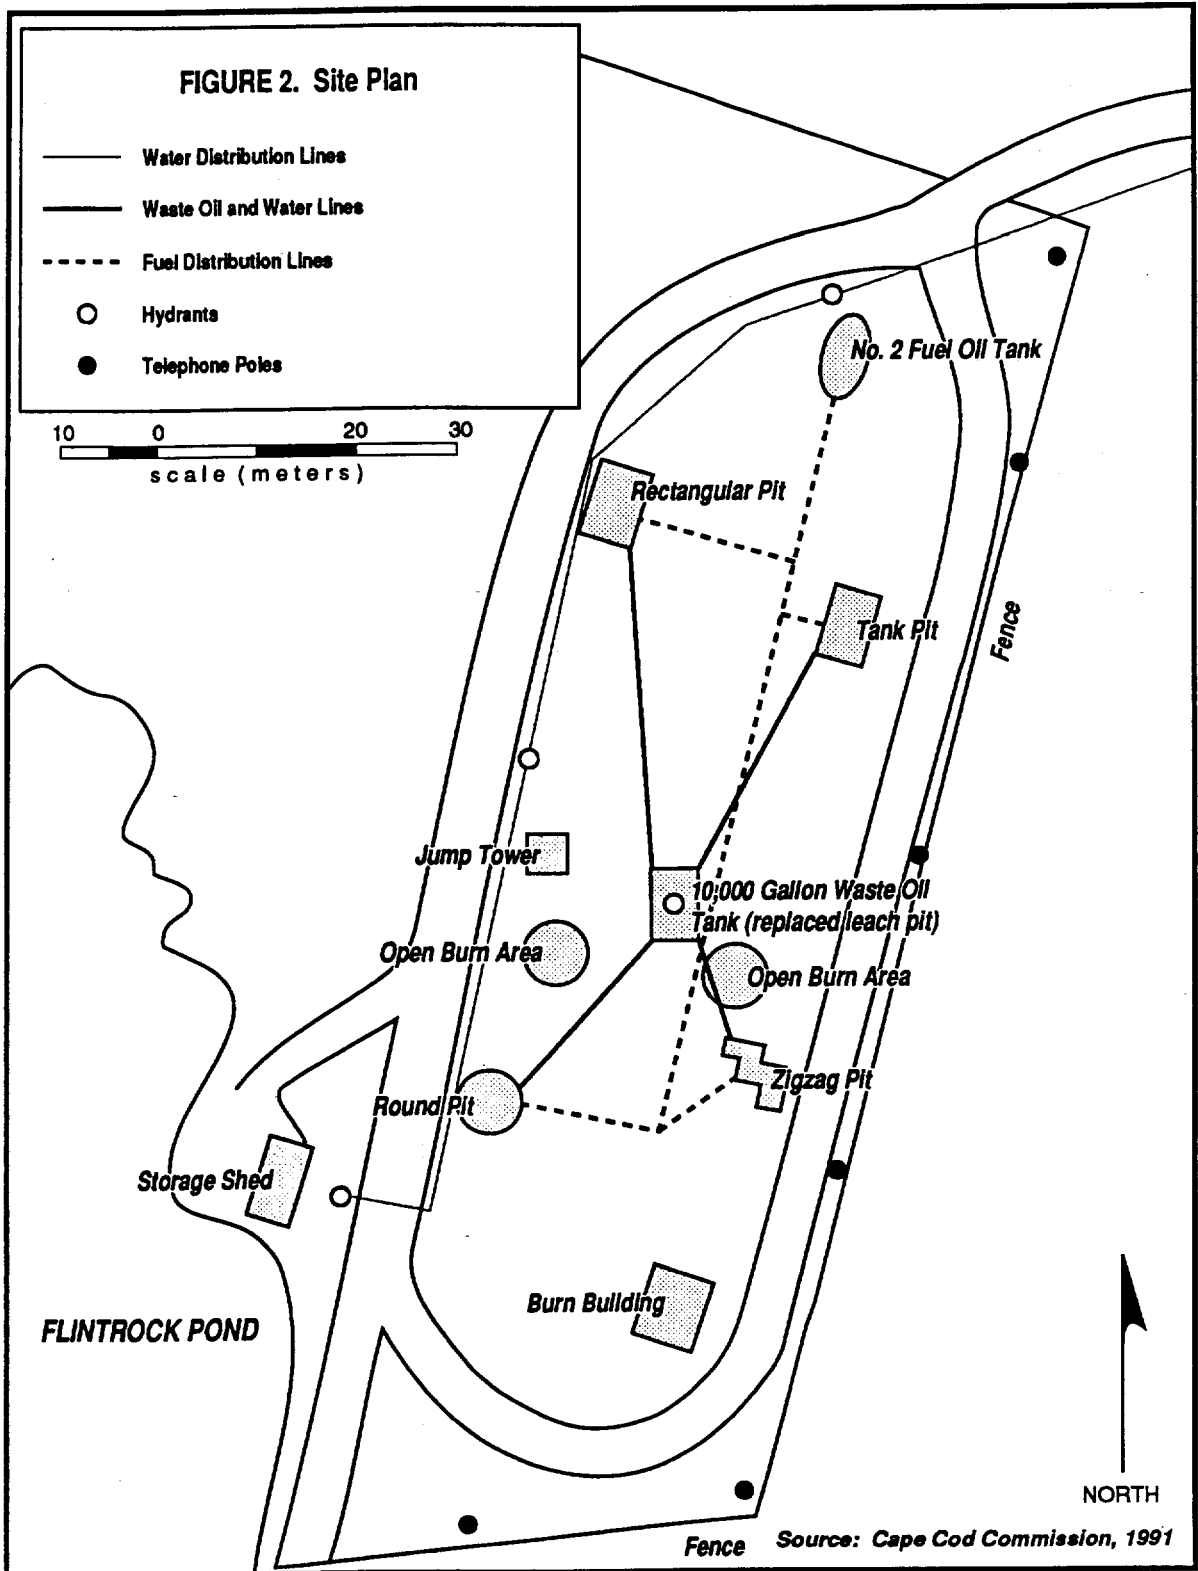 FIGURE 2. Site Plan
Water Distribution Lines
Waste Oil and Water Lines
Fuel Distribution Lines
Hydrants
Telephone Poles
10 0 20 30
scale (meters)
No. 2 Fuel Oil Tank
Rectangular Pit
Tank Pit
Fence
Jump Tower
10,000 Gallon Waste Oil
Tank (replaced leach pit)
Open Burn Area
Open Burn Area
Zigzag Pit
Round Pit
Storage Shed
Burn Building
FLINTROCK POND
NORTH
Fence
Source: Cape Cod Commission, 1991